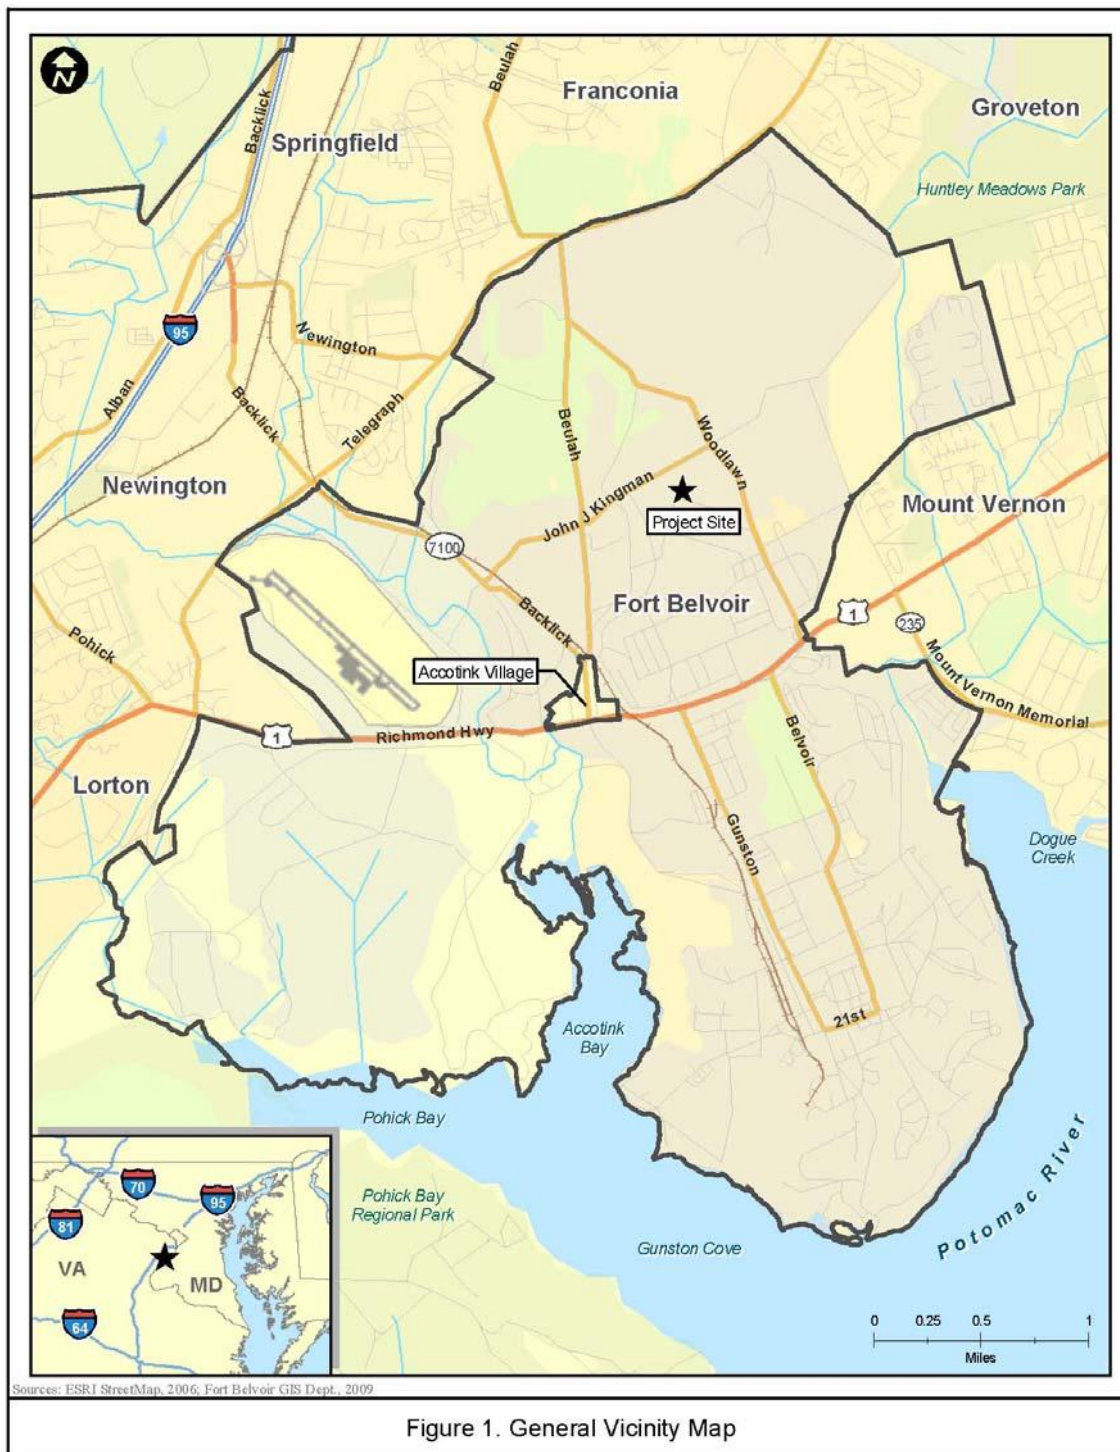 N
Beulah
Franconia
Groveton
Backlick
Springfield
Huntley Meadows Park
95
Newington
Alban
Backlick
Telegraph
Beulah
Woodlawn
Newington
John J Kingman
Project Site
Mount Vernon
7100
Backlick
Fort Belvoir
1
235
Pohick
Accotink Village
Mount Vernon Memorial
1
Richmond Hwy
Belvoir
Lorton
Gunston
Dogue
Creek
21st
Accotink
Bay
Pohick Bay
Potomac River
Pohick Bay
Regional Park
Gunston Cove
70
95
81
VA
MD
64
0 0.25 0.5 1
Miles
Sources: ESRI StreetMap, 2006; Fort Belvoir GIS Dept., 2009
Figure 1. General Vicinity Map